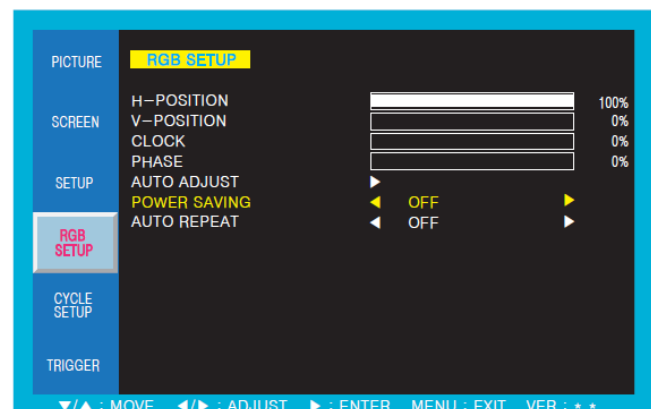 PICTURE
SCREEN
SETUP
RGB
SETUP
CYCLE
SETUP
TRIGGER
RGB SETUP
H-POSITION 100%
V-POSITION 0%
CLOCK 0%
PHASE 0%
AUTO ADJUST ▶
POWER SAVING ◀ OFF ▶
AUTO REPEAT ◀ OFF ▶
▼/▲ : MOVE ◀/▶ : ADJUST ▶ : ENTER MENU : EXIT VER : * *